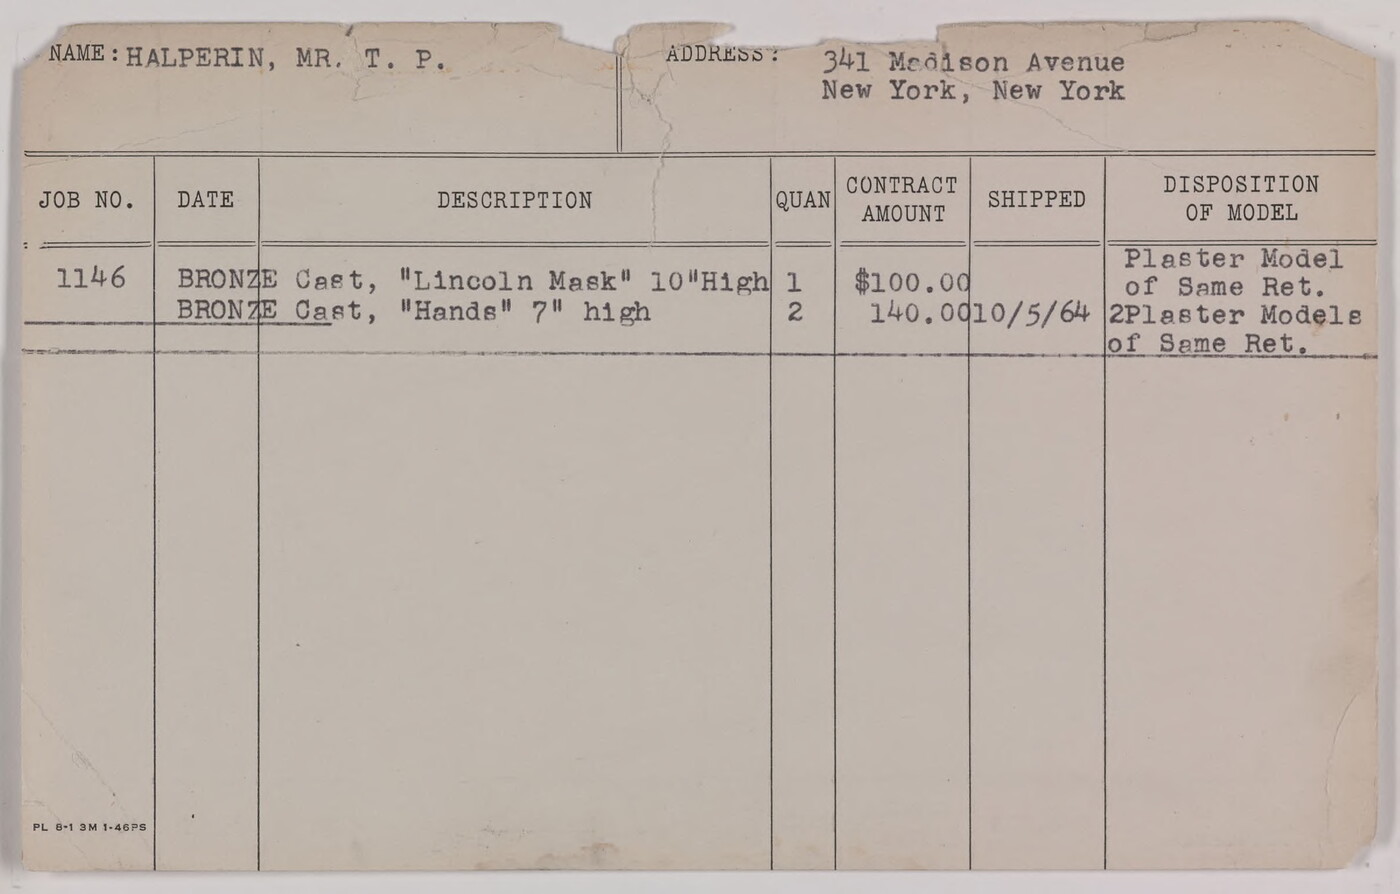 NAME: HALPERIN, MR. T. P.
ADDRESS: 341 Madison Avenue
New York, New York
JOB NO. DATE DESCRIPTION QUAN CONTRACT AMOUNT SHIPPED DISPOSITION OF MODEL
1146 BRONZE Cast, "Lincoln Mask" 10"High 1 $100.00 Plaster Model
of Same Ret.
BRONZE Cast, "Hands" 7" high 2 140.00 10/5/64 2Plaster Models
of Same Ret.
PL 8-1 3M 1-46PS